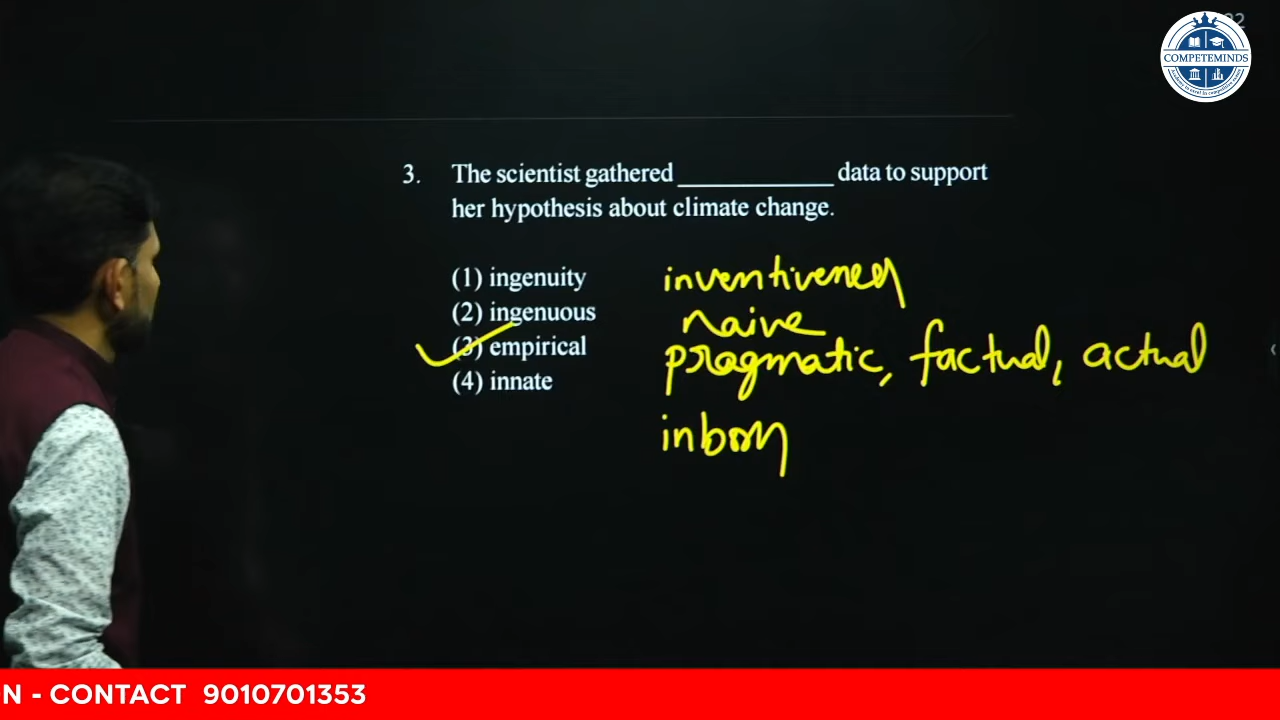 COMPETEMINDS
3. The scientist gathered ____________ data to support
her hypothesis about climate change.
(1) ingenuity inventiveness
(2) ingenuous naive
(3) empirical pragmatic, factual, actual
(4) innate
inborn
N - CONTACT 9010701353